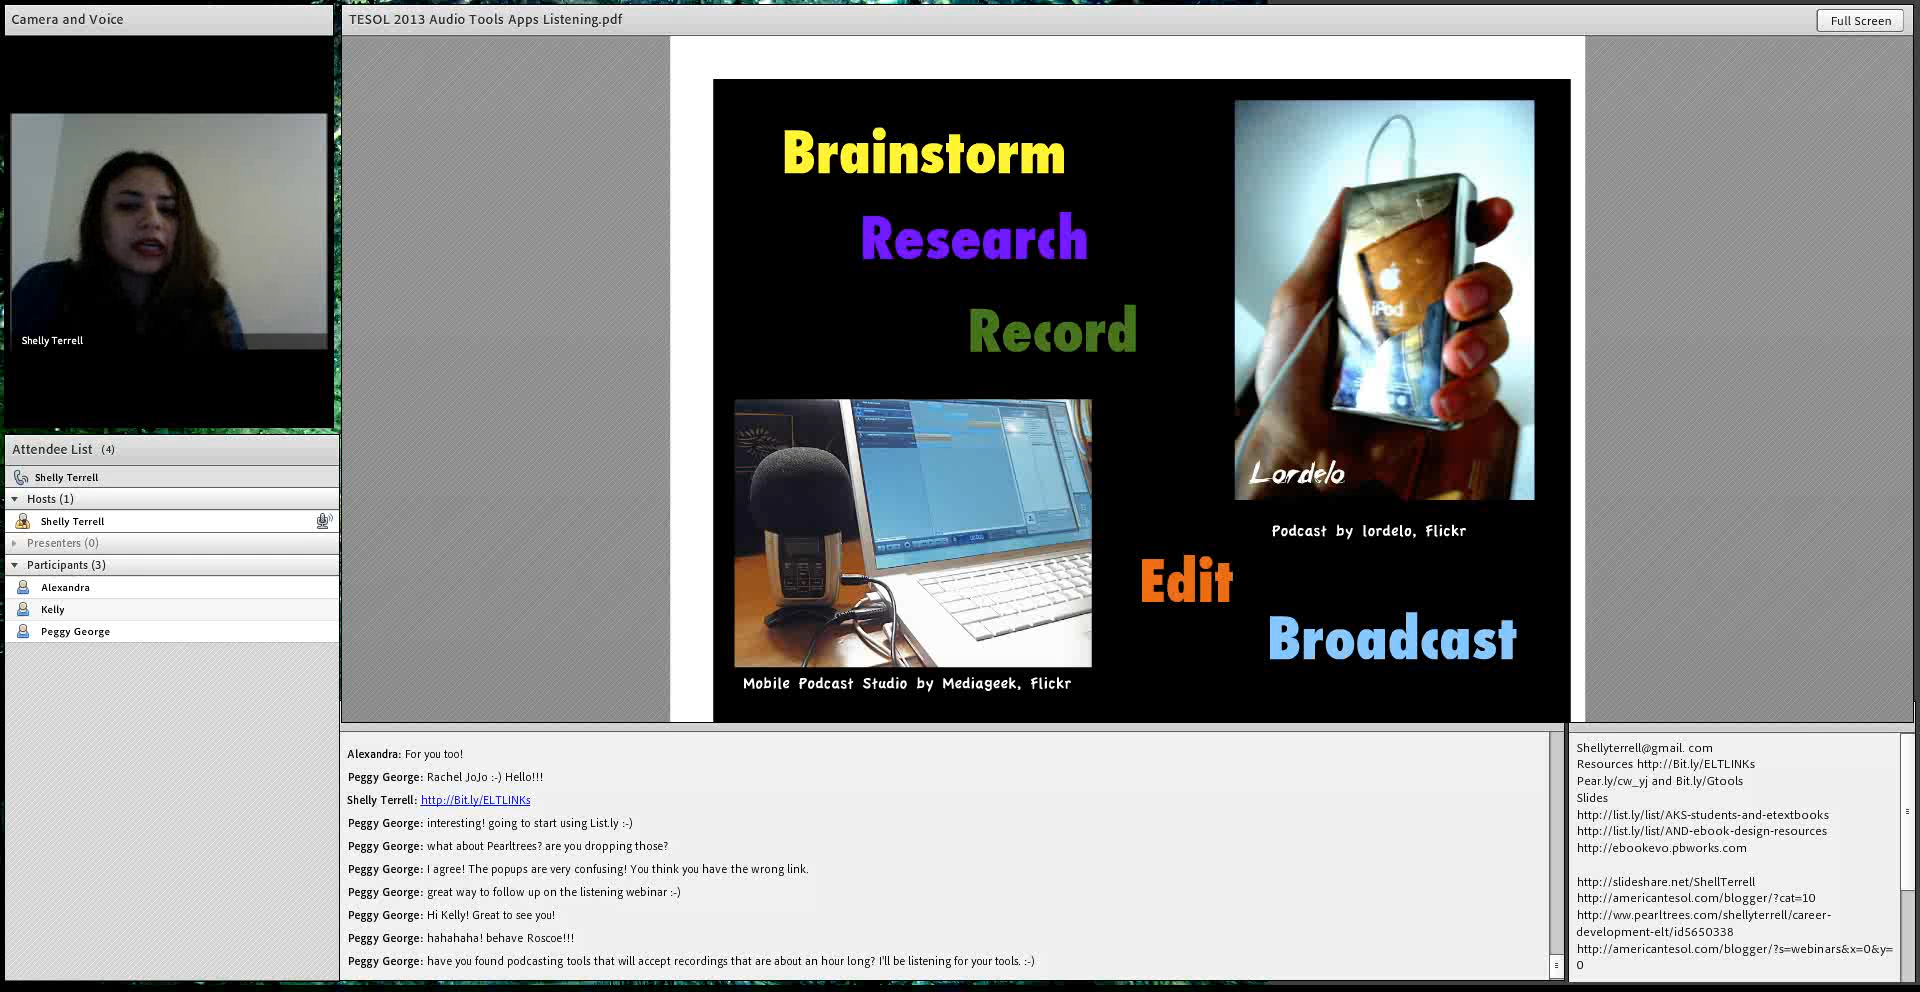 Camera and Voice
Shelly Terrell
Attendee List (4)
Shelly Terrell
Hosts (1)
Shelly Terrell
Presenters (0)
Participants (3)
Alexandra
Kelly
Peggy George
TESOL 2013 Audio Tools Apps Listening.pdf
Full Screen
Brainstorm
Research
Record
iPod
Lordelo
Podcast by lordelo, Flickr
Mobile Podcast Studio by Mediageek, Flickr
Edit
Broadcast
Alexandra: For you too!
Peggy George: Rachel JoJo :-) Hello!!!
Shelly Terrell: http://Bit.ly/ELTLINKs
Peggy George: interesting! going to start using List.ly :-)
Peggy George: what about Pearltrees? are you dropping those?
Peggy George: I agree! The popups are very confusing! You think you have the wrong link.
Peggy George: great way to follow up on the listening webinar :-)
Peggy George: Hi Kelly! Great to see you!
Peggy George: hahahaha! behave Roscoe!!!
Peggy George: have you found podcasting tools that will accept recordings that are about an hour long? I'll be listening for your tools. :-)
Shellyterrell@gmail. com
Resources http://Bit.ly/ELTLINKs
Pear.ly/cw_yj and Bit.ly/Gtools
Slides
http://list.ly/list/AKS-students-and-etextbooks
http://list.ly/list/AND-ebook-design-resources
http://ebookevo.pbworks.com
http://slideshare.net/ShellTerrell
http://americantesol.com/blogger/?cat=10
http://ww.pearltrees.com/shellyterrell/career-
development-elt/id5650338
http://americantesol.com/blogger/?s=webinars&x=0&y=
0